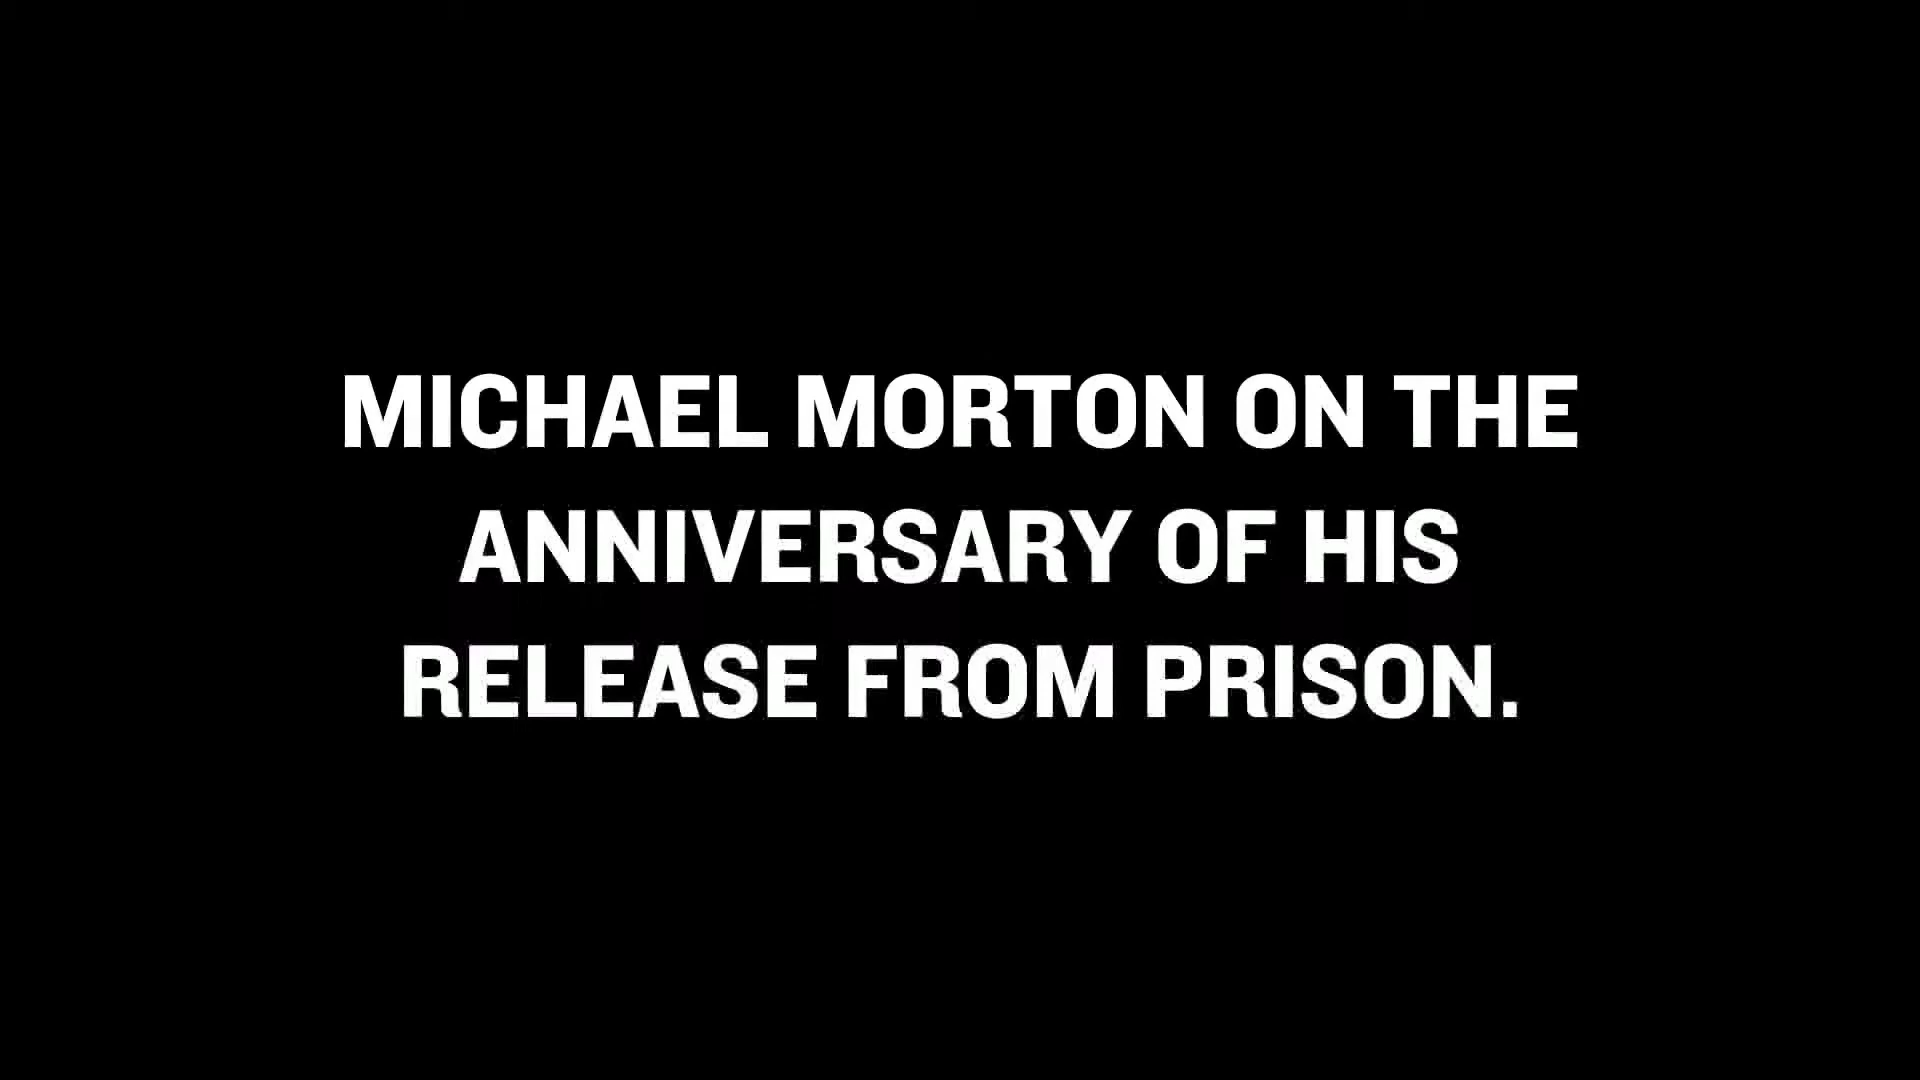 MICHAEL MORTON ON THE
ANNIVERSARY OF HIS
RELEASE FROM PRISON.